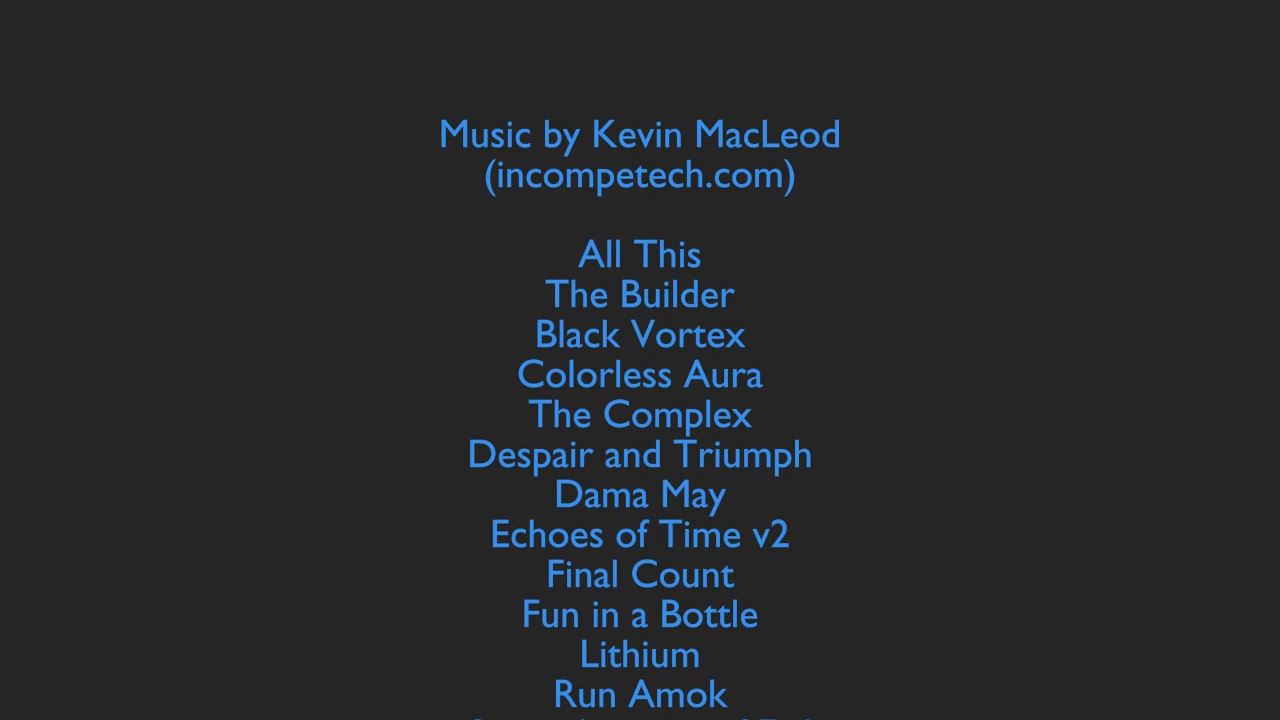 Music by Kevin MacLeod
(incompetech.com)
All This
The Builder
Black Vortex
Colorless Aura
The Complex
Despair and Triumph
Dama May
Echoes of Time v2
Final Count
Fun in a Bottle
Lithium
Run Amok